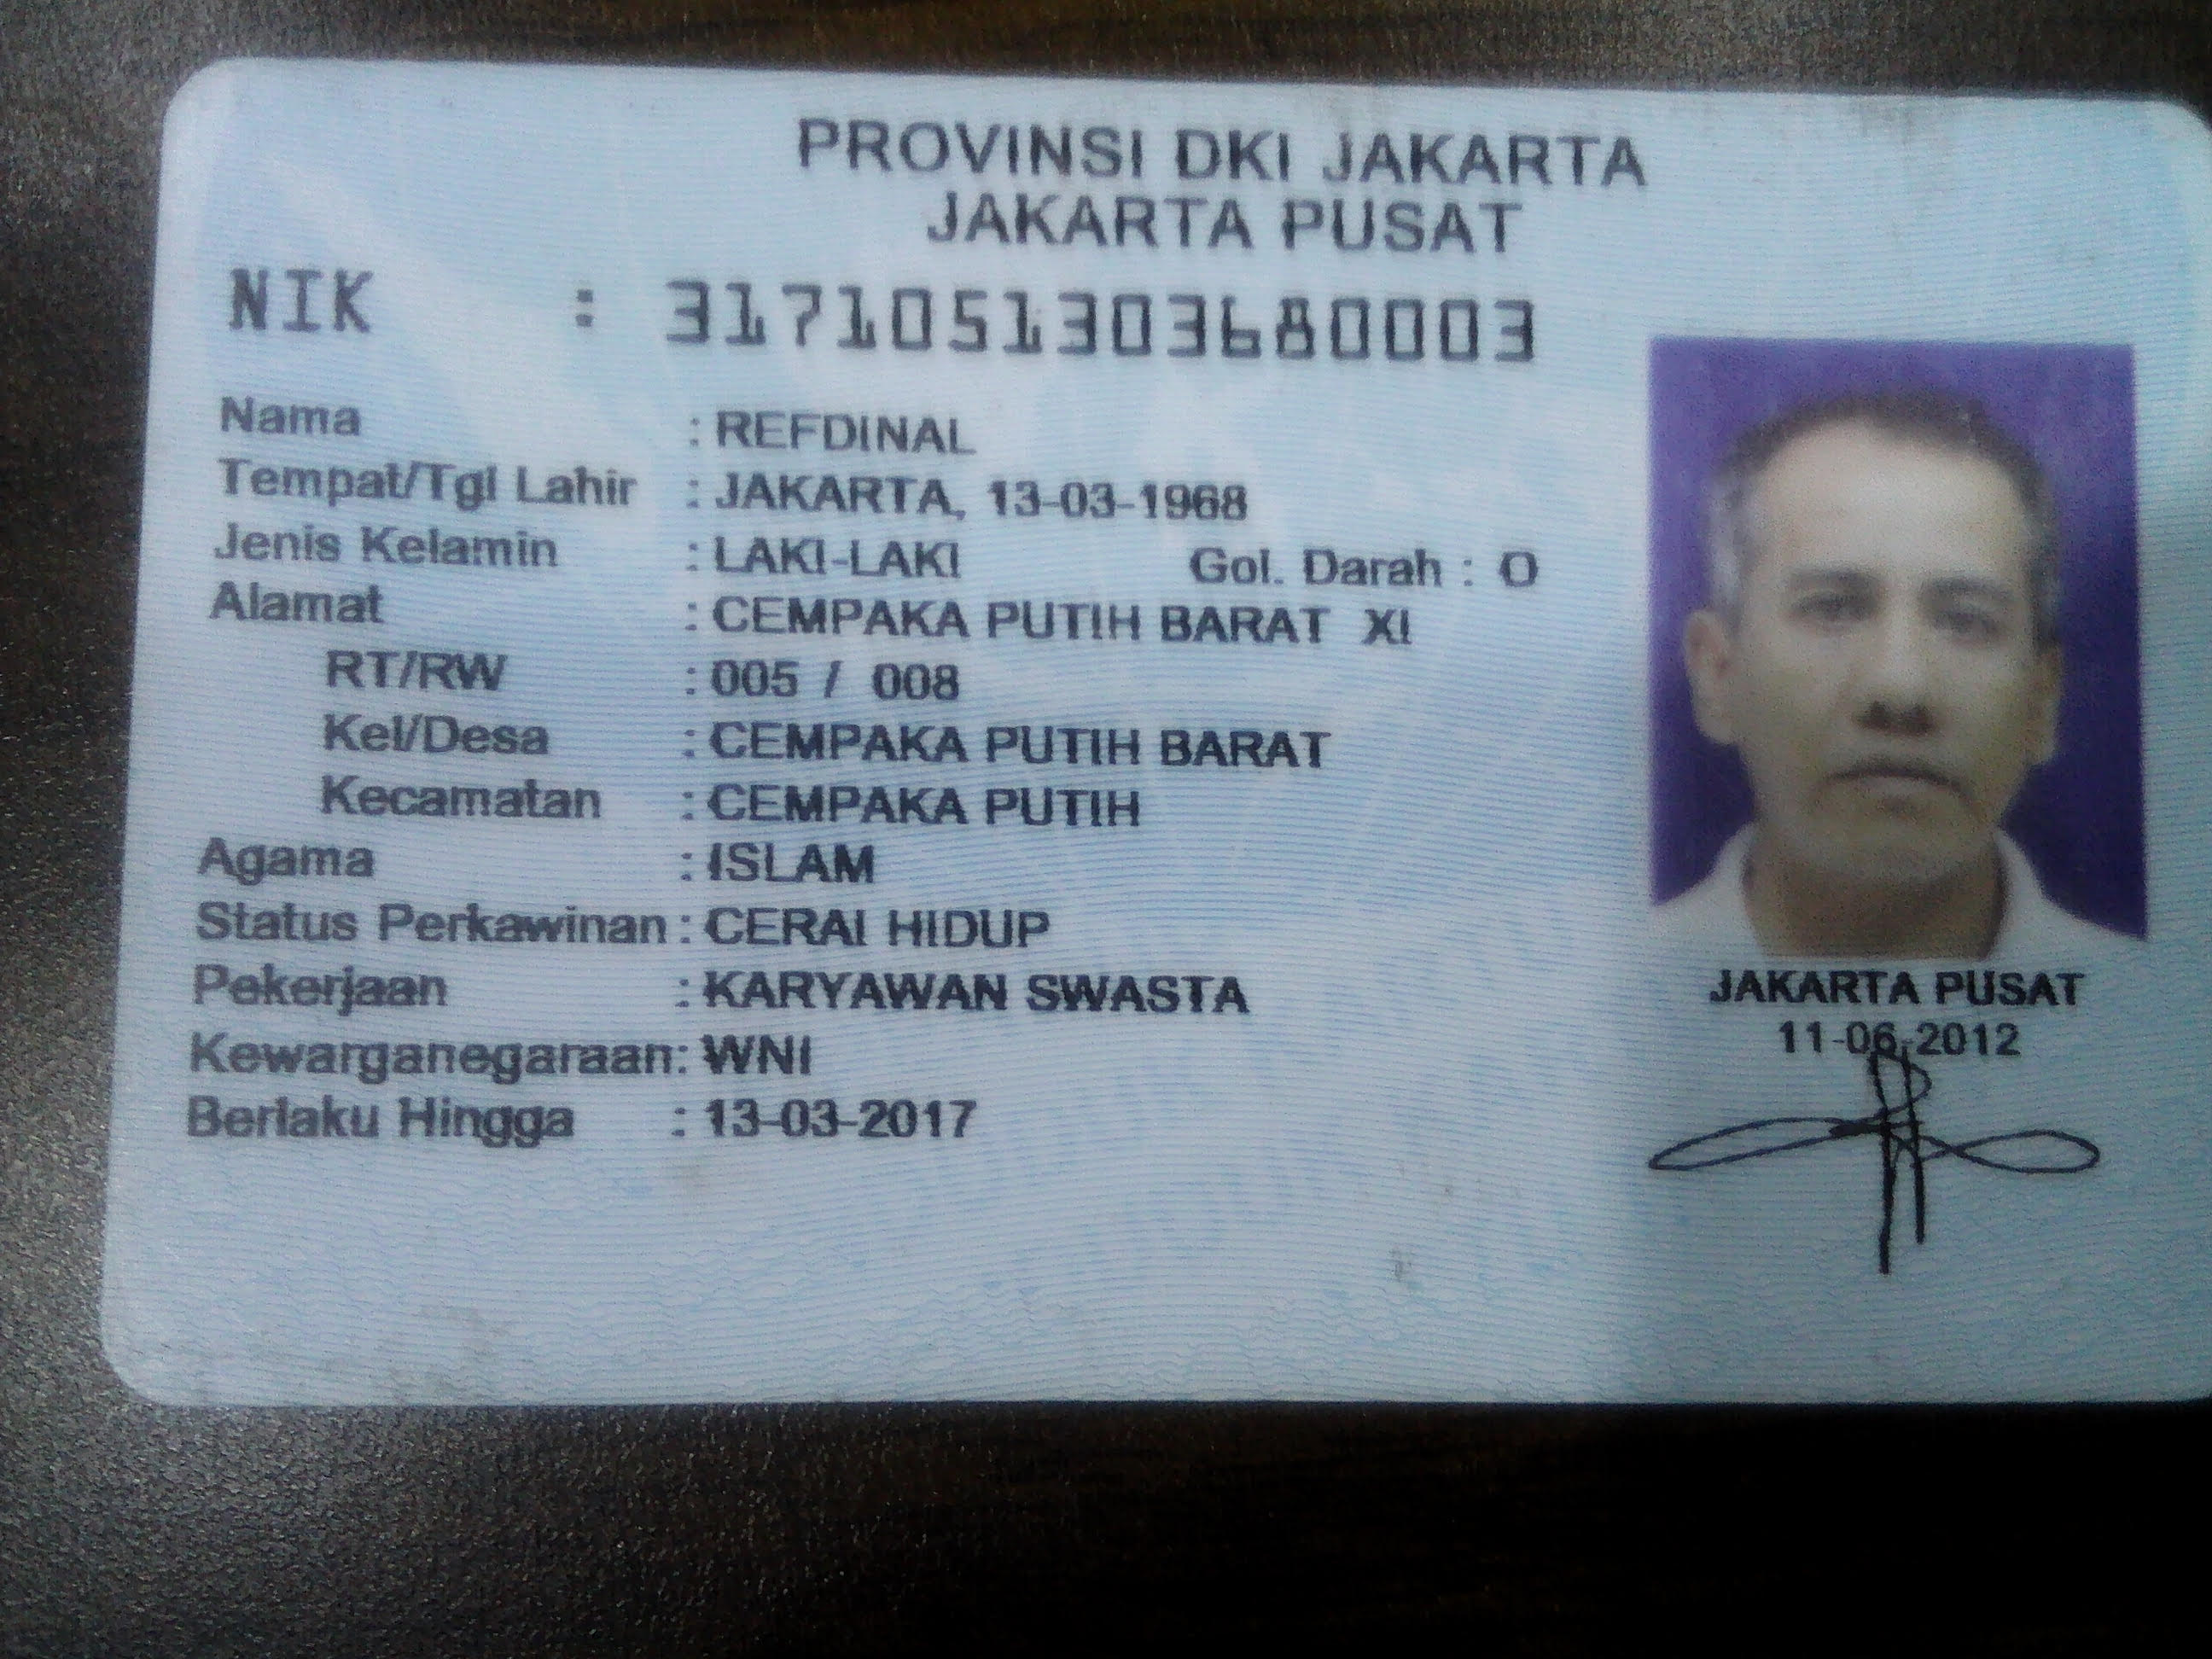 PROVINSI DKI JAKARTA
JAKARTA PUSAT
NIK : 3171051303680003
Nama : REFDINAL
Tempat/Tgl Lahir : JAKARTA, 13-03-1968
Jenis Kelamin : LAKI-LAKI Gol. Darah : O
Alamat : CEMPAKA PUTIH BARAT XI
RT/RW : 005 / 008
Kel/Desa : CEMPAKA PUTIH BARAT
Kecamatan : CEMPAKA PUTIH
Agama : ISLAM
Status Perkawinan : CERAI HIDUP
Pekerjaan : KARYAWAN SWASTA
Kewarganegaraan : WNI
Berlaku Hingga : 13-03-2017
JAKARTA PUSAT
11-06-2012